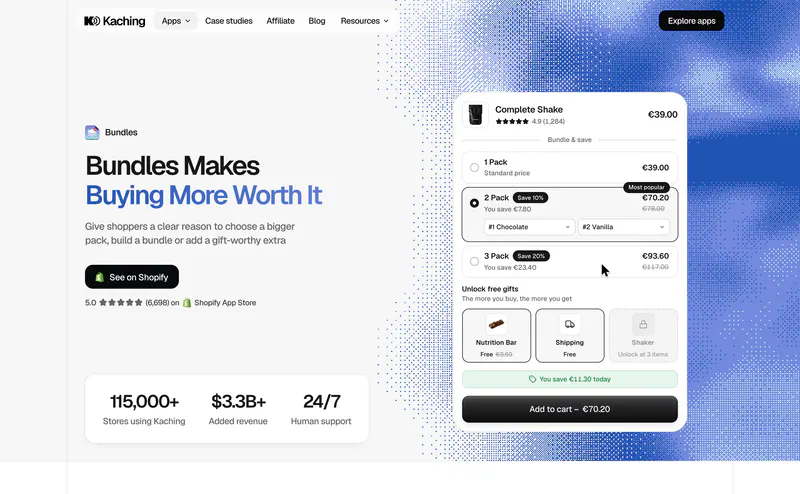 Kaching
Apps
Case studies
Affiliate
Blog
Resources
Explore apps
Bundles
Bundles Makes
Buying More Worth It
Give shoppers a clear reason to choose a bigger
pack, build a bundle or add a gift-worthy extra
See on Shopify
5.0 ★★★★★ (6,698) on Shopify App Store
115,000+
Stores using Kaching
$3.3B+
Added revenue
24/7
Human support
Complete Shake
★★★★★ 4.9 (1,284)
€39.00
Bundle & save
1 Pack
Standard price
€39.00
Most popular
2 Pack Save 10%
You save €7.80
€70.20
€78.00
#1 Chocolate
#2 Vanilla
3 Pack Save 20%
You save €23.40
€93.60
€117.00
Unlock free gifts
The more you buy, the more you get
Nutrition Bar
Free €3.50
Shipping
Free
Shaker
Unlock at 3 items
You save €11.30 today
Add to cart – €70.20